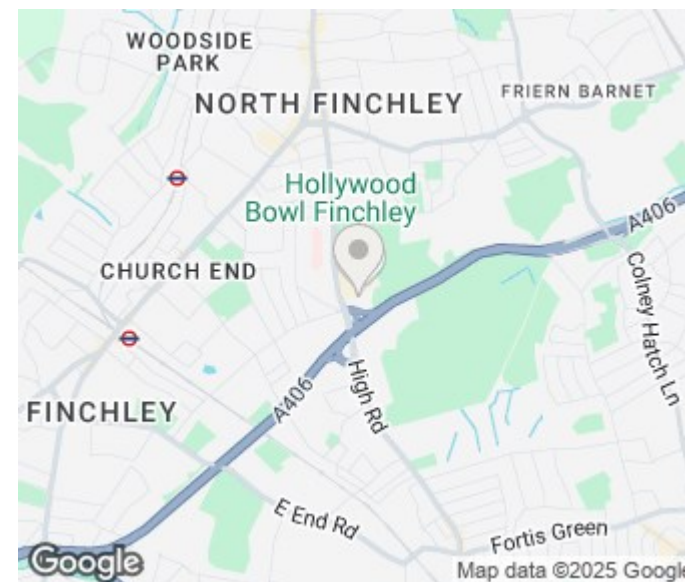 WOODSIDE
PARK
NORTH FINCHLEY
FRIERN BARNET
Hollywood
Bowl Finchley
A406
CHURCH END
Colney Hatch Ln
High Rd
A406
FINCHLEY
E End Rd
Fortis Green
Google
Map data ©2025 Google